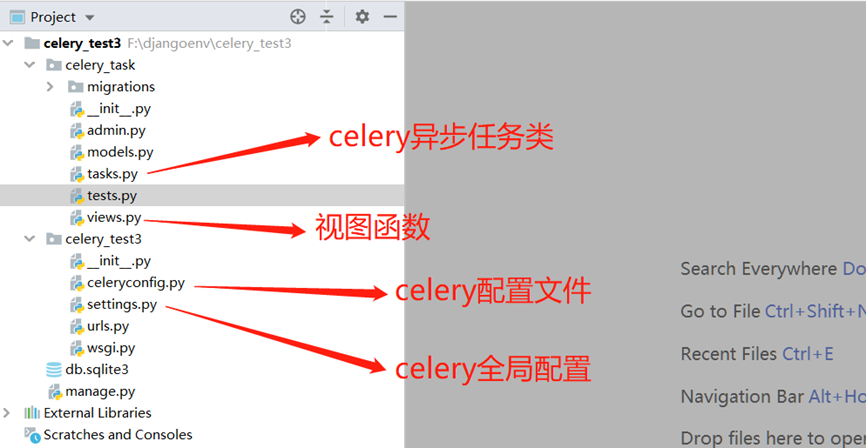 Project
celery_test3 F:\djangoenv\celery_test3
celery_task
migrations
__init__.py
admin.py
models.py
celery异步任务类
tasks.py
tests.py
views.py
视图函数
celery_test3
__init__.py
celeryconfig.py
celery配置文件
settings.py
urls.py
wsgi.py
celery全局配置
db.sqlite3
manage.py
External Libraries
Scratches and Consoles
Search Everywhere Do
Go to File Ctrl+Shift+N
Recent Files Ctrl+E
Navigation Bar Alt+Ho
Drop files here to ope